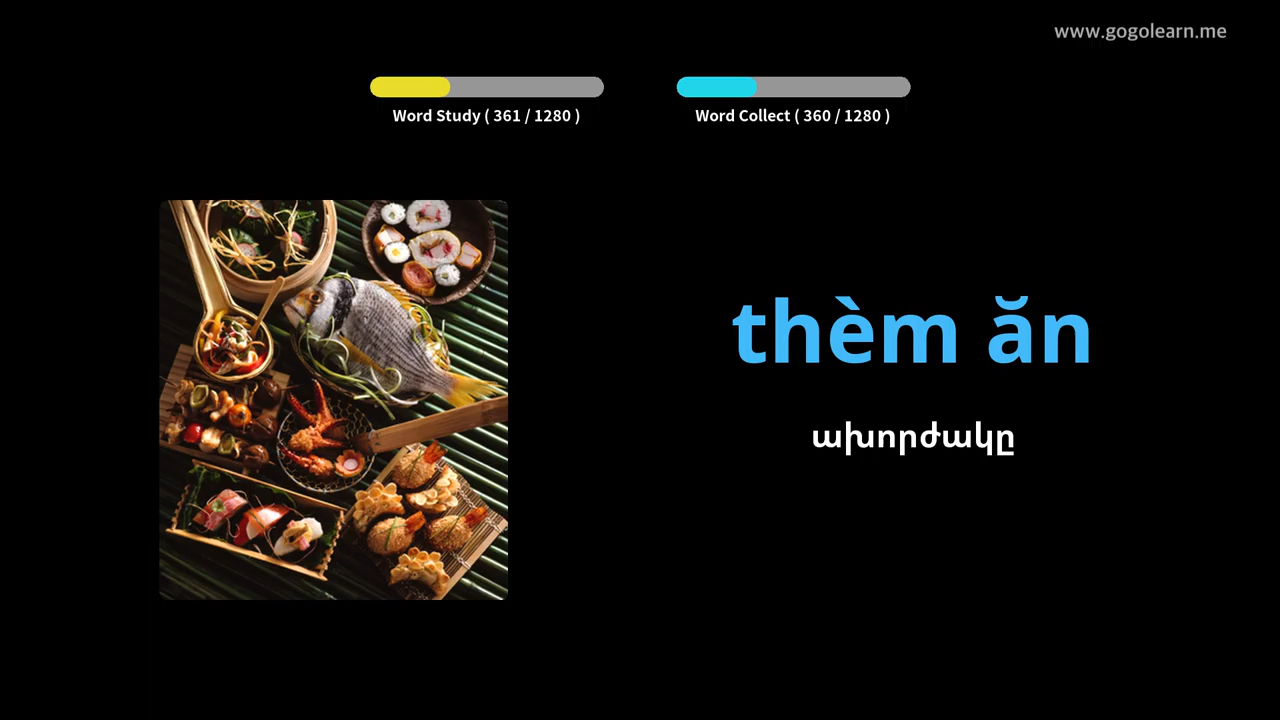 www.gogolearn.me
Word Study ( 361 / 1280 )
Word Collect ( 360 / 1280 )
thèm ăn
ախորժակը